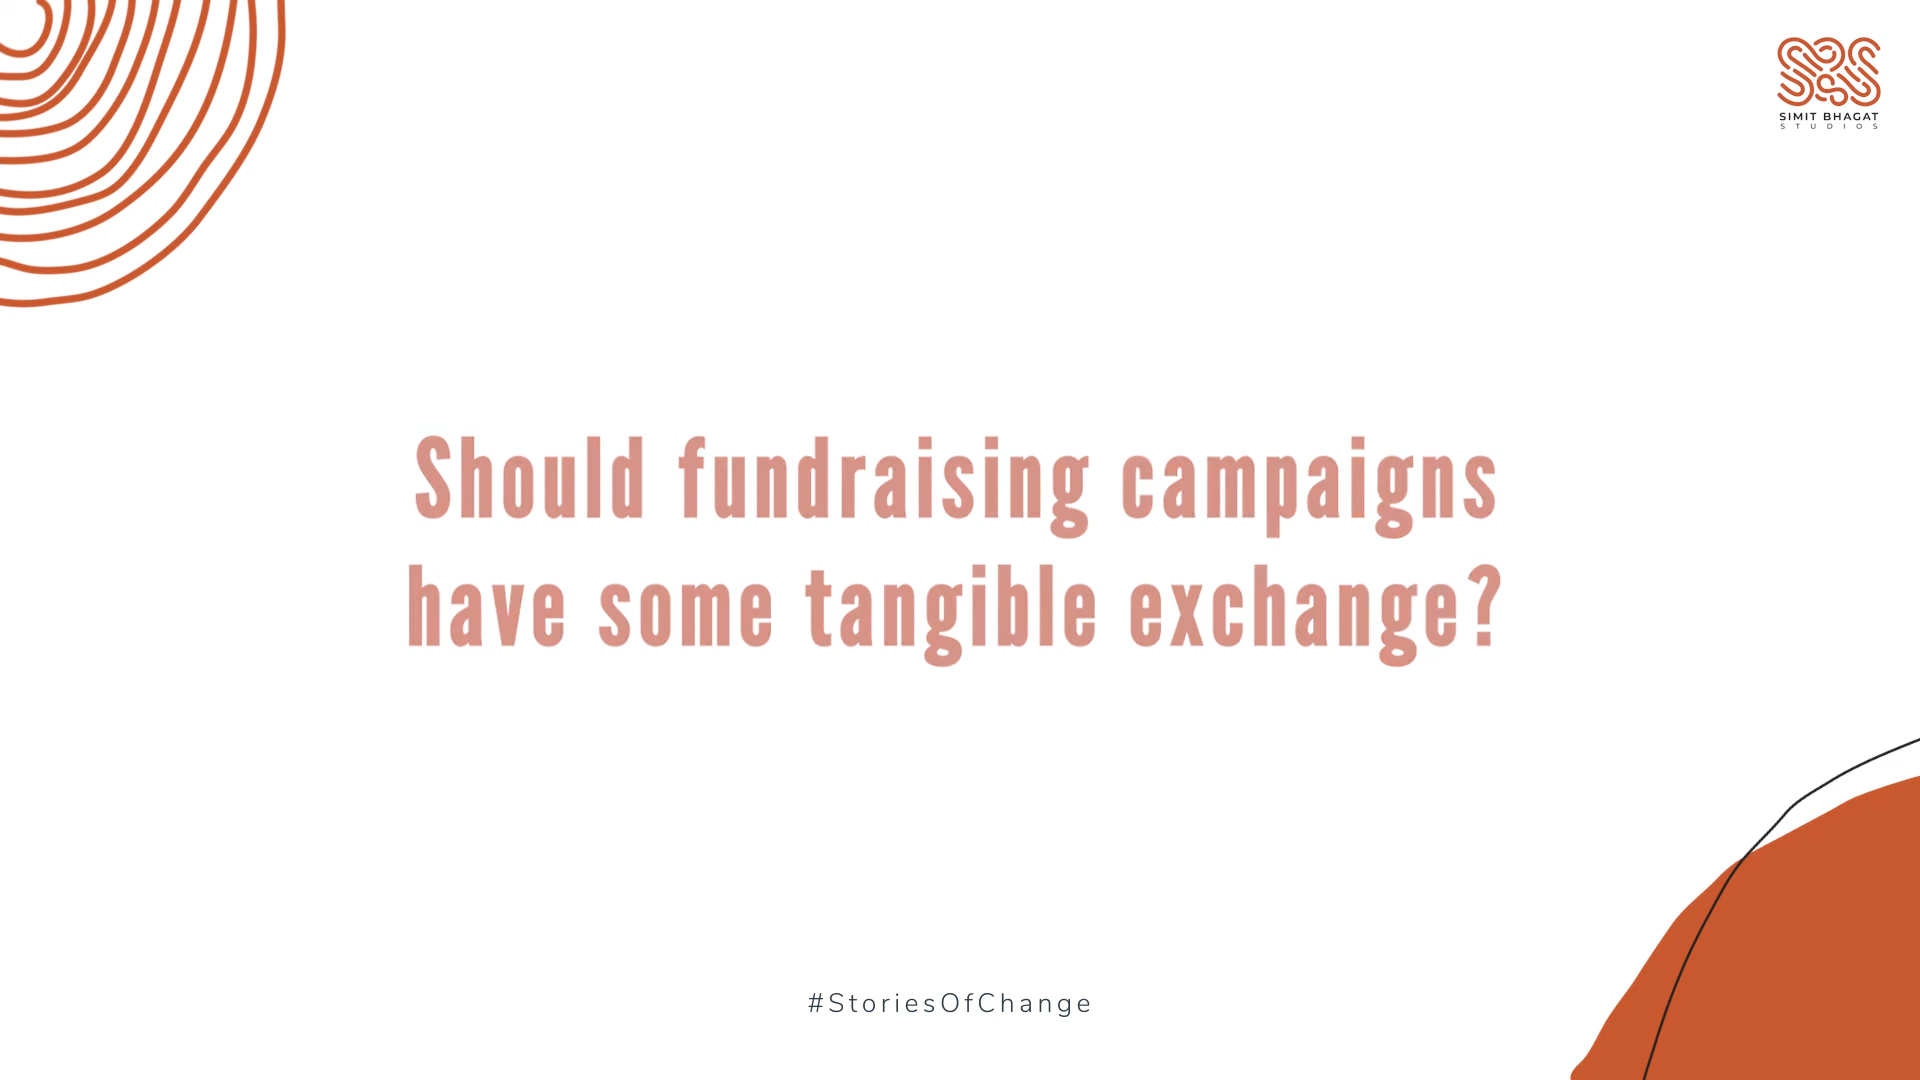 SIMIT BHAGAT
STUDIOS
Should fundraising campaigns
have some tangible exchange?
#StoriesOfChange